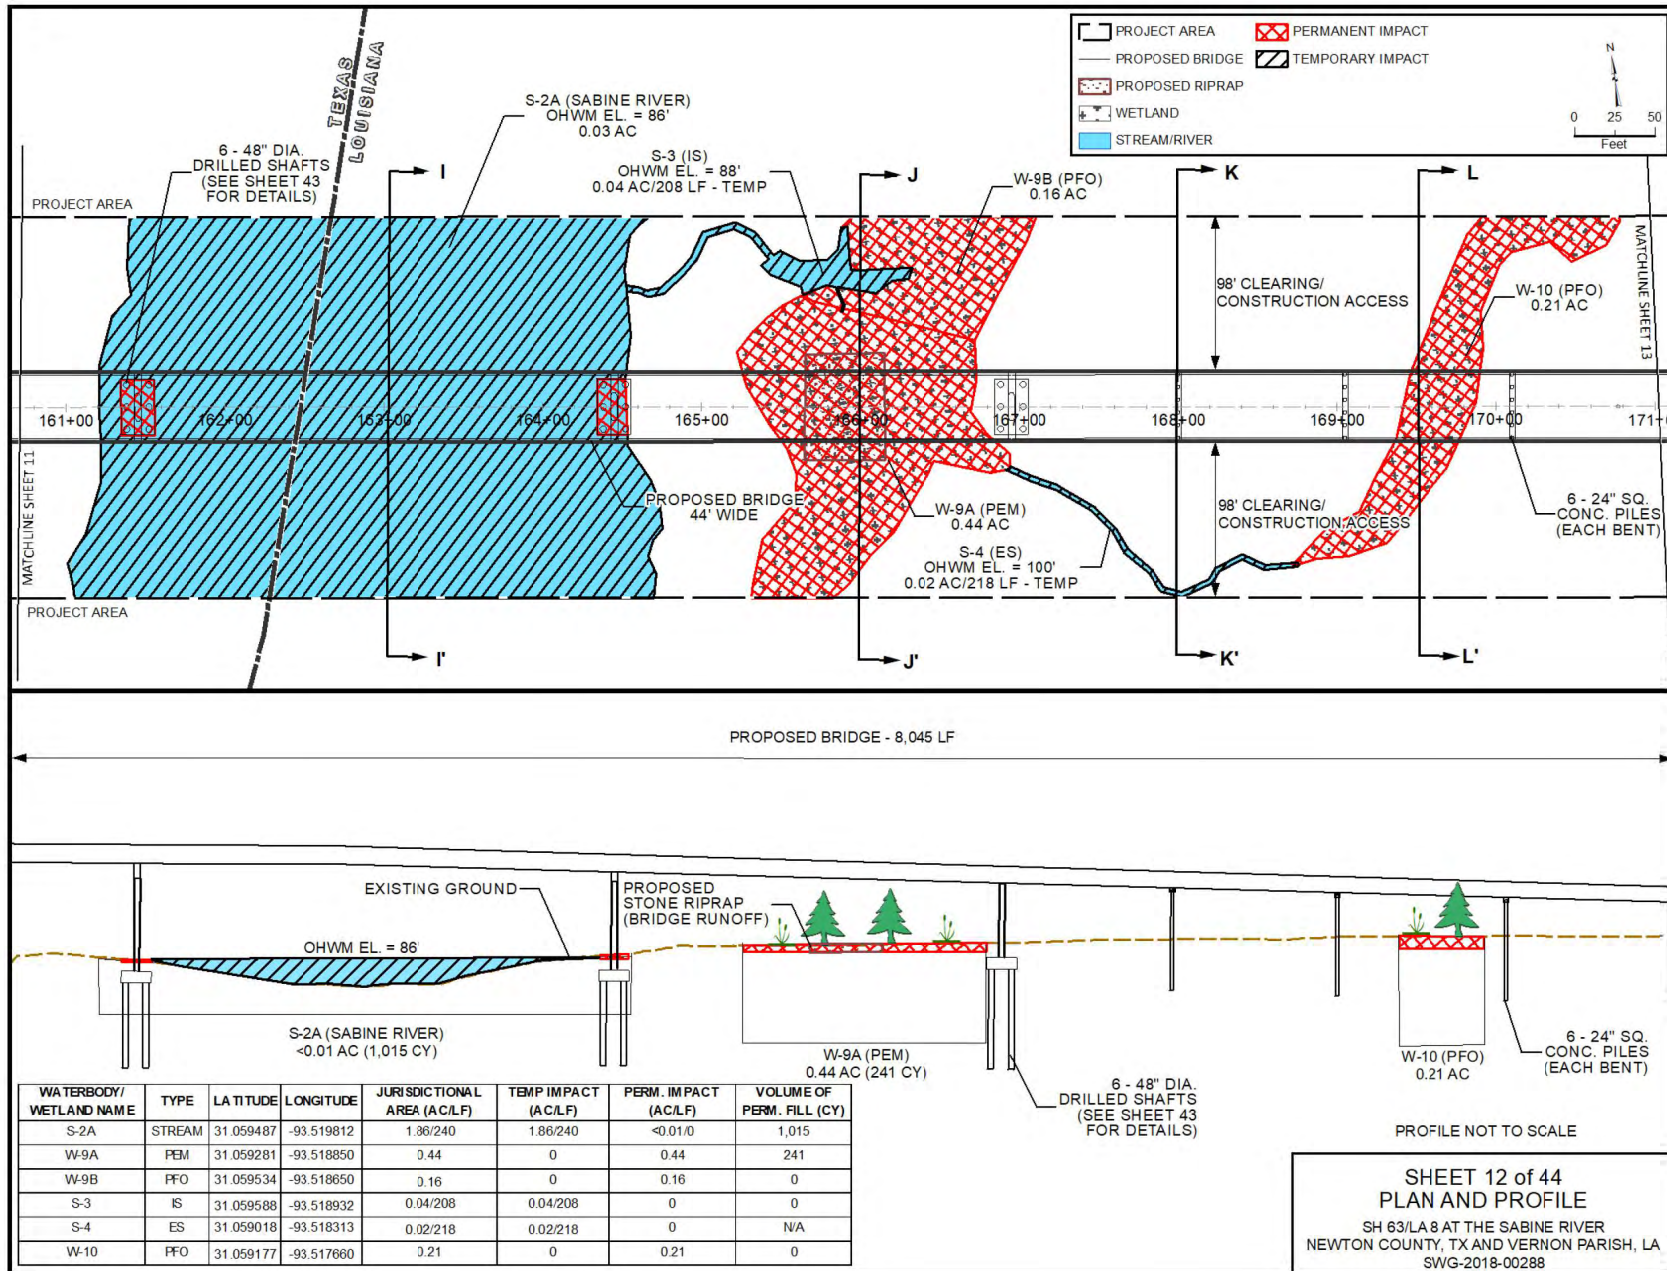 PROJECT AREA
PROPOSED BRIDGE
PROPOSED RIPRAP
WETLAND
STREAM/RIVER
PERMANENT IMPACT
TEMPORARY IMPACT
N
0 25 50
Feet
TEXAS
LOUISIANA
S-2A (SABINE RIVER)
OHWM EL. = 86'
0.03 AC
6 - 48" DIA.
DRILLED SHAFTS
(SEE SHEET 43
FOR DETAILS)
S-3 (IS)
OHWM EL. = 88'
0.04 AC/208 LF - TEMP
I
J
K
L
W-9B (PFO)
0.16 AC
PROJECT AREA
98' CLEARING/
CONSTRUCTION ACCESS
W-10 (PFO)
0.21 AC
MATCHLINE SHEET 13
161+00 162+00 163+00 164+00 165+00 166+00 167+00 168+00 169+00 170+00
MATCHLINE SHEET 11
PROPOSED BRIDGE
44' WIDE
W-9A (PEM)
0.44 AC
98' CLEARING/
CONSTRUCTION ACCESS
6 - 24" SQ.
CONC. PILES
(EACH BENT)
S-4 (ES)
OHWM EL. = 100'
0.02 AC/218 LF - TEMP
PROJECT AREA
I'
J'
K'
L'
PROPOSED BRIDGE - 8,045 LF
EXISTING GROUND
PROPOSED
STONE RIPRAP
(BRIDGE RUNOFF)
OHWM EL. = 86'
S-2A (SABINE RIVER)
<0.01 AC (1,015 CY)
W-9A (PEM)
0.44 AC (241 CY)
6 - 48" DIA.
DRILLED SHAFTS
(SEE SHEET 43
FOR DETAILS)
W-10 (PFO)
0.21 AC
6 - 24" SQ.
CONC. PILES
(EACH BENT)
PROFILE NOT TO SCALE
WATERBODY/ WETLAND NAME TYPE LATITUDE LONGITUDE JURISDICTIONAL AREA (AC/LF) TEMP IMPACT (AC/LF) PERM. IMPACT (AC/LF) VOLUME OF PERM. FILL (CY)
S-2A STREAM 31.059487 -93.519812 1.86/240 1.86/240 <0.01/0 1,015
W-9A PEM 31.059281 -93.518850 0.44 0 0.44 241
W-9B PFO 31.059534 -93.518650 0.16 0 0.16 0
S-3 IS 31.059588 -93.518932 0.04/208 0.04/208 0 0
S-4 ES 31.059018 -93.518313 0.02/218 0.02/218 0 N/A
W-10 PFO 31.059177 -93.517660 0.21 0 0.21 0
SHEET 12 of 44
PLAN AND PROFILE
SH 63/LA 8 AT THE SABINE RIVER
NEWTON COUNTY, TX AND VERNON PARISH, LA
SWG-2018-00288